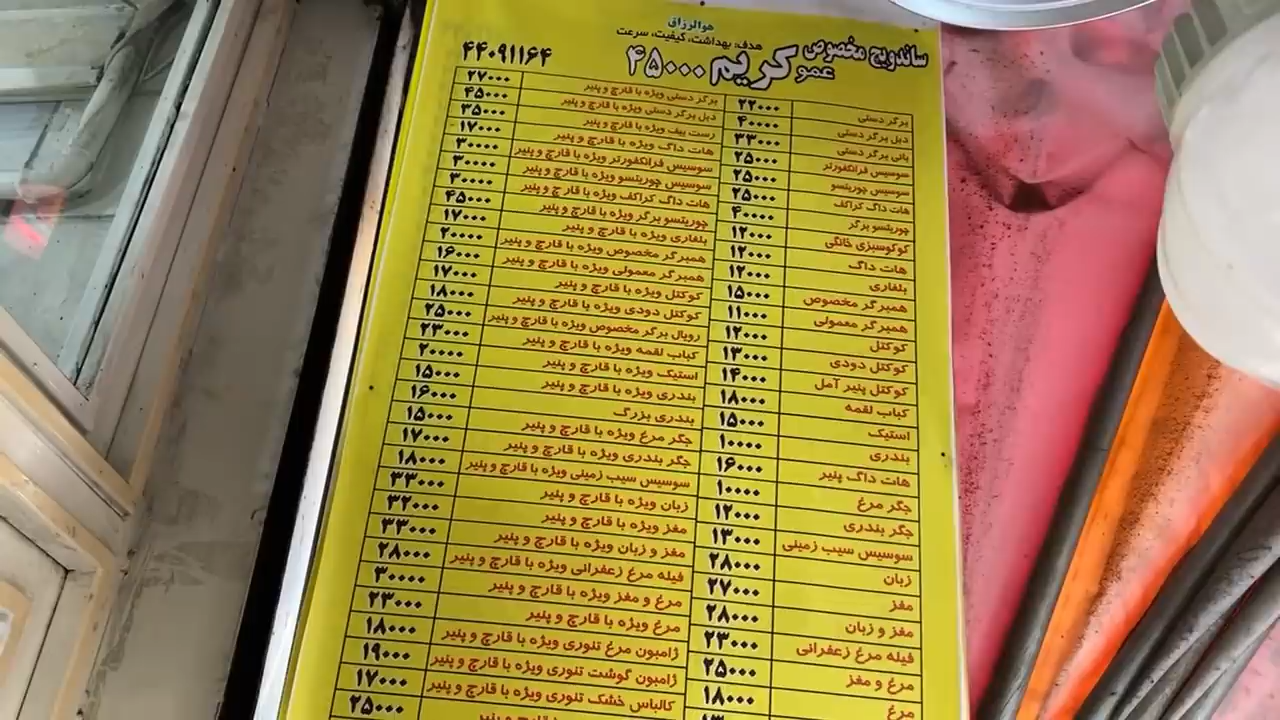 هوالرزاق
هدف: بهداشت، کیفیت، سرعت
ساندویچ مخصوص عمو کریم ۴۵۰۰۰
۴۴۰۹۱۱۶۴
برگر دستی ۲۲۰۰۰
دبل برگر دستی ۴۰۰۰۰
پانی برگر دستی ۳۳۰۰۰
سوسیس فرانکفورتر ۲۵۰۰۰
سوسیس چوریتسو ۲۵۰۰۰
هات داگ کراکف ۲۵۰۰۰
چوریتسو برگر ۴۰۰۰۰
کوکوسبزی خانگی ۱۲۰۰۰
هات داگ ۱۲۰۰۰
بلغاری ۱۲۰۰۰
همبرگر مخصوص ۱۵۰۰۰
همبرگر معمولی ۱۱۰۰۰
کوکتل ۱۲۰۰۰
کوکتل دودی ۱۳۰۰۰
کوکتل پنیر آمل ۱۴۰۰۰
کباب لقمه ۱۸۰۰۰
استیک ۱۵۰۰۰
بندری ۱۰۰۰۰
هات داگ پنیر ۱۶۰۰۰
جگر مرغ ۱۰۰۰۰
جگر بندری ۱۲۰۰۰
سوسیس سیب زمینی ۱۳۰۰۰
زبان ۲۸۰۰۰
مغز ۲۷۰۰۰
مغز و زبان ۲۸۰۰۰
فیله مرغ زعفرانی ۲۳۰۰۰
مرغ و مغز ۲۵۰۰۰
مرغ ۱۸۰۰۰
برگر دستی ویژه با قارچ و پنیر ۲۷۰۰۰
دبل برگر دستی ویژه با قارچ و پنیر ۴۵۰۰۰
رست بیف ویژه با قارچ و پنیر ۳۵۰۰۰
هات داگ ویژه با قارچ و پنیر ۱۷۰۰۰
سوسیس فرانکفورتر ویژه با قارچ و پنیر ۳۰۰۰۰
سوسیس چوریتسو ویژه با قارچ و پنیر ۳۰۰۰۰
هات داگ کراکف ویژه با قارچ و پنیر ۳۰۰۰۰
چوریتسو برگر ویژه با قارچ و پنیر ۴۵۰۰۰
بلغاری ویژه با قارچ و پنیر ۱۷۰۰۰
همبرگر مخصوص ویژه با قارچ و پنیر ۲۰۰۰۰
همبرگر معمولی ویژه با قارچ و پنیر ۱۶۰۰۰
کوکتل ویژه با قارچ و پنیر ۱۷۰۰۰
کوکتل دودی ویژه با قارچ و پنیر ۱۸۰۰۰
رویال برگر مخصوص ویژه با قارچ و پنیر ۲۵۰۰۰
کباب لقمه ویژه با قارچ و پنیر ۲۳۰۰۰
استیک ویژه با قارچ و پنیر ۲۰۰۰۰
بندری ویژه با قارچ و پنیر ۱۵۰۰۰
بندری بزرگ ۱۶۰۰۰
جگر مرغ ویژه با قارچ و پنیر ۱۵۰۰۰
جگر بندری ویژه با قارچ و پنیر ۱۷۰۰۰
سوسیس سیب زمینی ویژه با قارچ و پنیر ۱۸۰۰۰
زبان ویژه با قارچ و پنیر ۳۳۰۰۰
مغز ویژه با قارچ و پنیر ۳۲۰۰۰
مغز و زبان ویژه با قارچ و پنیر ۳۳۰۰۰
فیله مرغ زعفرانی ویژه با قارچ و پنیر ۲۸۰۰۰
مرغ و مغز ویژه با قارچ و پنیر ۳۰۰۰۰
مرغ ویژه با قارچ و پنیر ۲۳۰۰۰
ژامبون مرغ تنوری ویژه با قارچ و پنیر ۱۸۰۰۰
ژامبون گوشت تنوری ویژه با قارچ و پنیر ۱۹۰۰۰
کالباس خشک تنوری ویژه با قارچ و پنیر ۱۷۰۰۰
۲۵۰۰۰